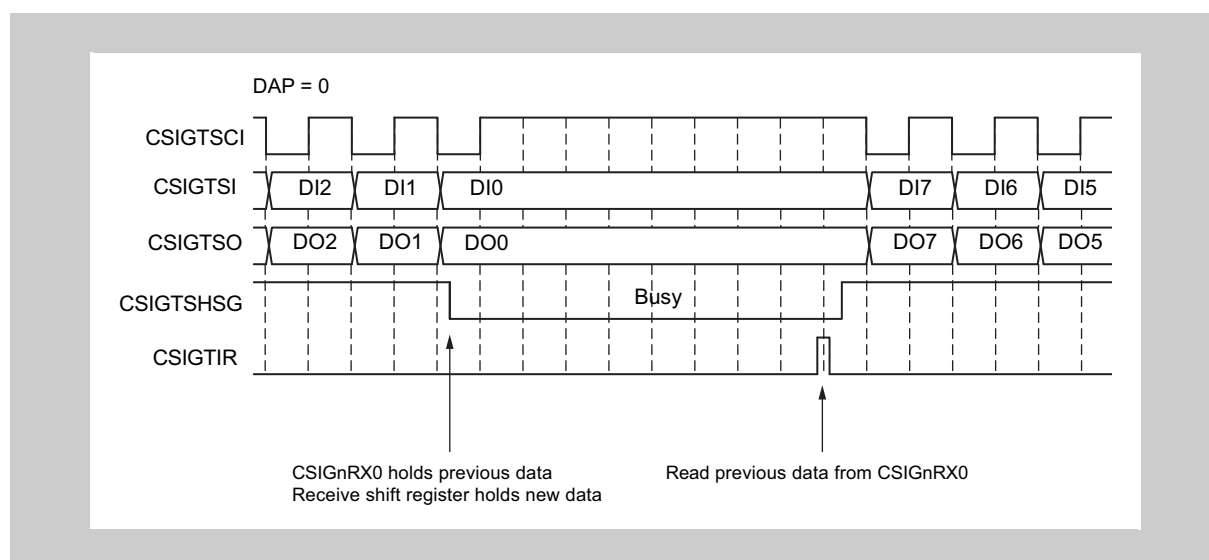 DAP = 0
CSIGTSCI
CSIGTSI DI2 DI1 DI0 DI7 DI6 DI5
CSIGTSO DO2 DO1 DO0 DO7 DO6 DO5
CSIGTSHSG Busy
CSIGTIR
CSIGnRX0 holds previous data
Receive shift register holds new data
Read previous data from CSIGnRX0